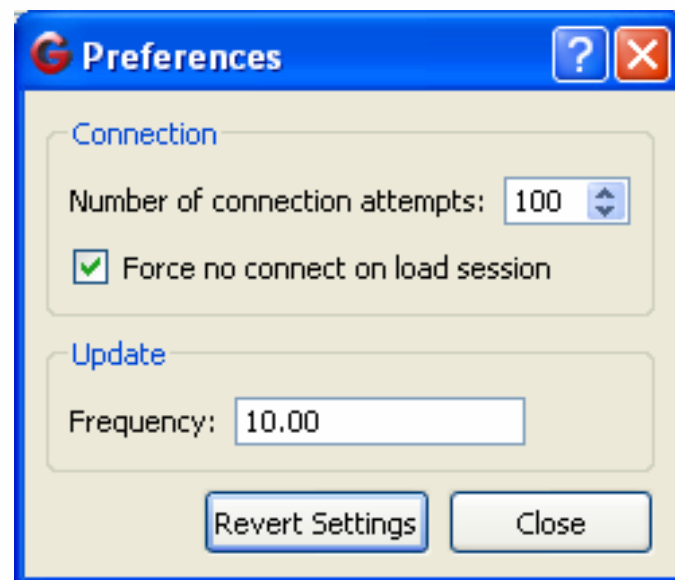 G Preferences ?
Connection
Number of connection attempts: 100
Force no connect on load session
Update
Frequency: 10.00
Revert Settings Close